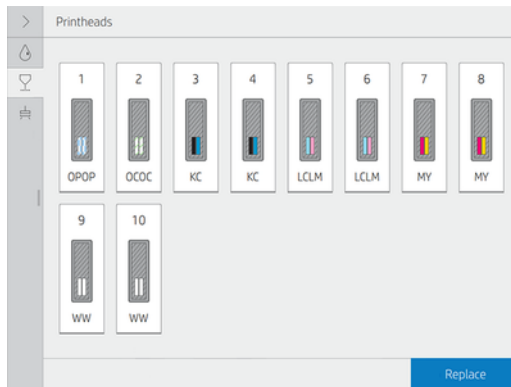 Printheads
1 2 3 4 5 6 7 8
OPOP OCOC KC KC LCLM LCLM MY MY
9 10
WW WW
Replace